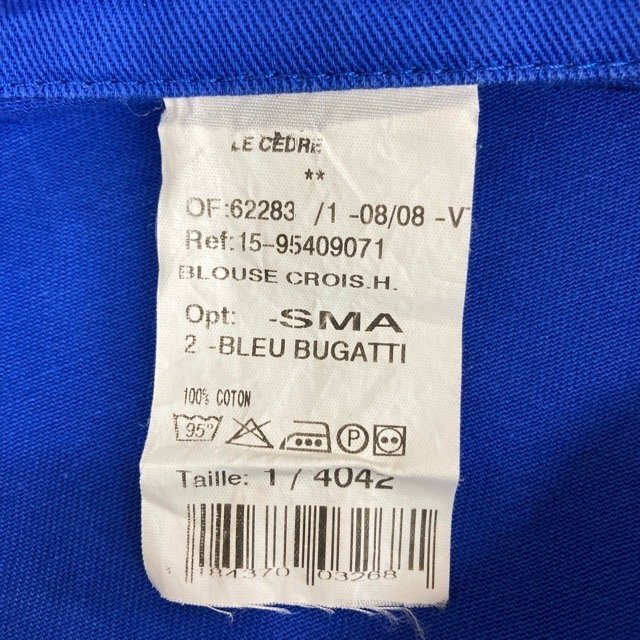 LE CÈDRE
**
OF:62283 /1 -08/08 -V
Ref:15-95409071
BLOUSE CROIS.H.
Opt: -SMA
2 -BLEU BUGATTI
100% COTON
95° P
Taille: 1 / 4042
184370 03268